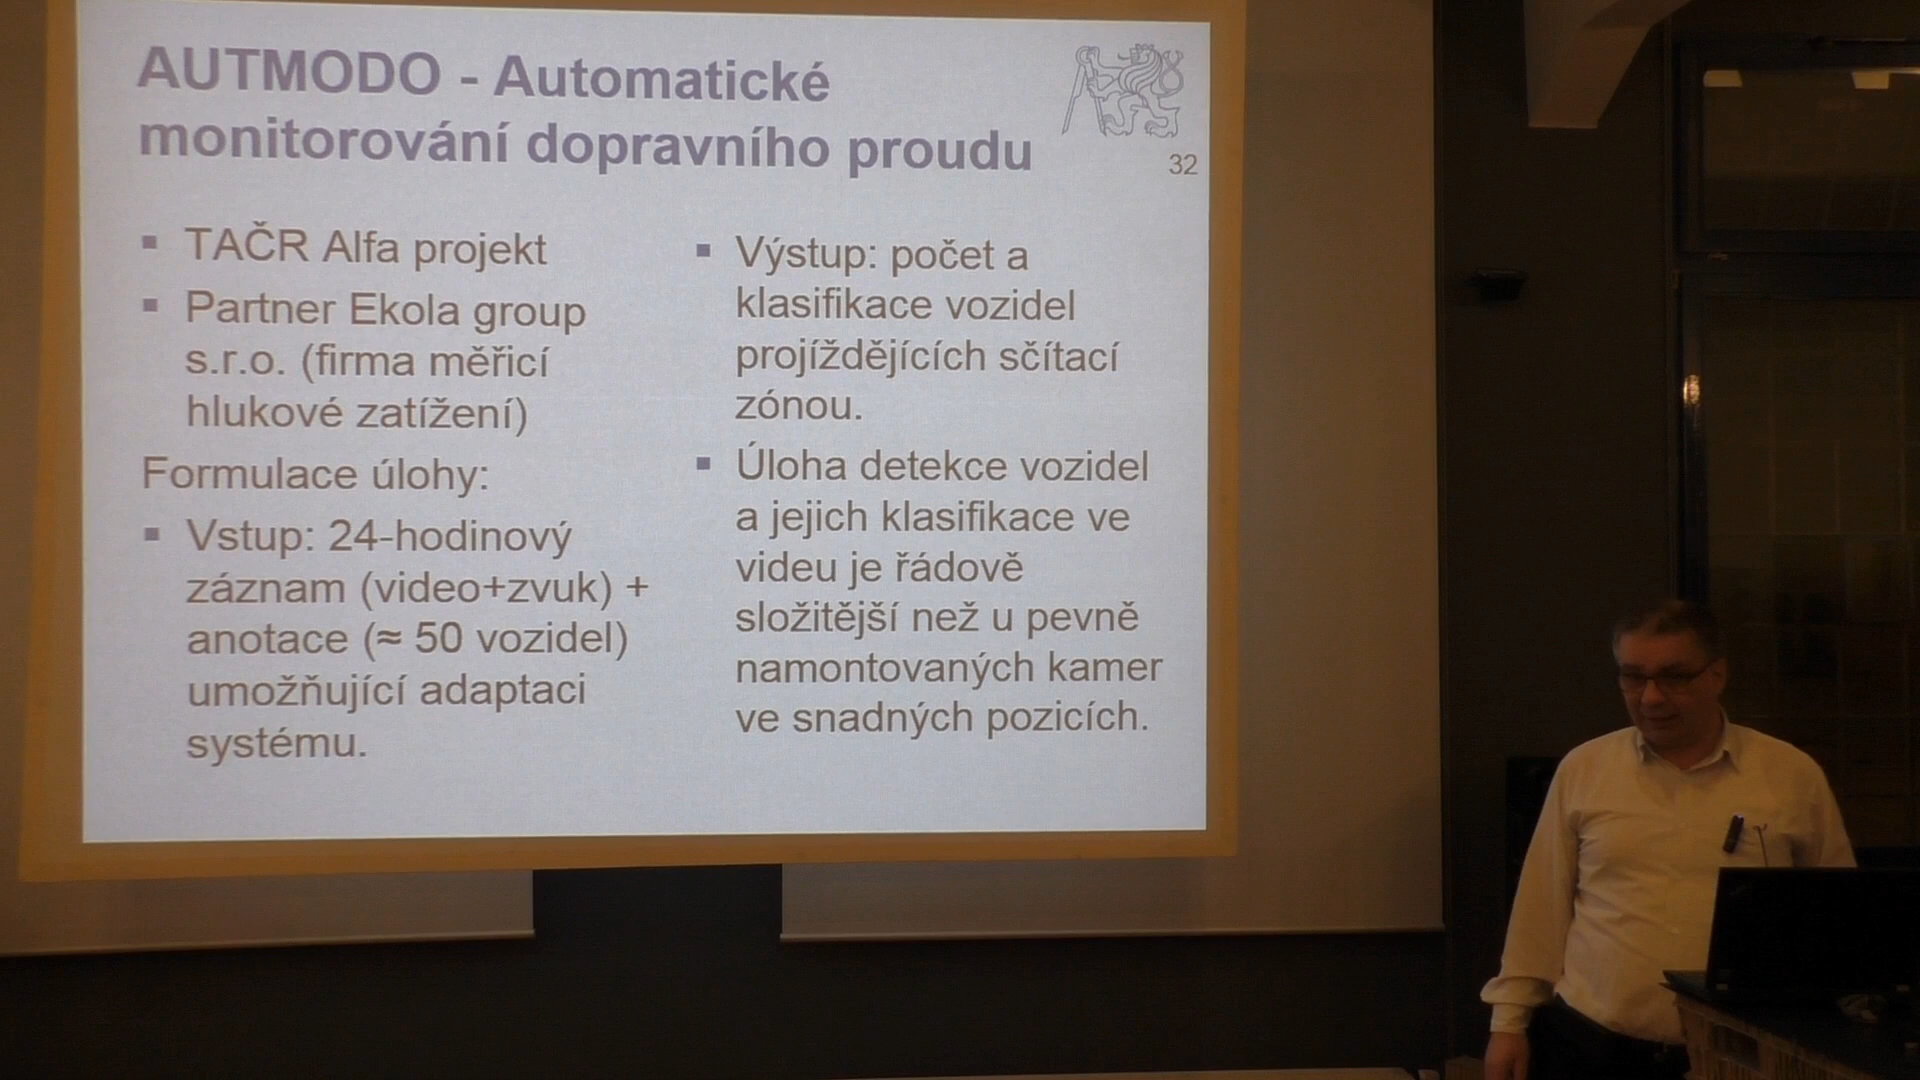 AUTMODO - Automatické
monitorování dopravního proudu
32
▪ TAČR Alfa projekt
▪ Partner Ekola group
s.r.o. (firma měřicí
hlukové zatížení)
Formulace úlohy:
▪ Vstup: 24-hodinový
záznam (video+zvuk) +
anotace (≈ 50 vozidel)
umožňující adaptaci
systému.
▪ Výstup: počet a
klasifikace vozidel
projíždějících sčítací
zónou.
▪ Úloha detekce vozidel
a jejich klasifikace ve
videu je řádově
složitější než u pevně
namontovaných kamer
ve snadných pozicích.